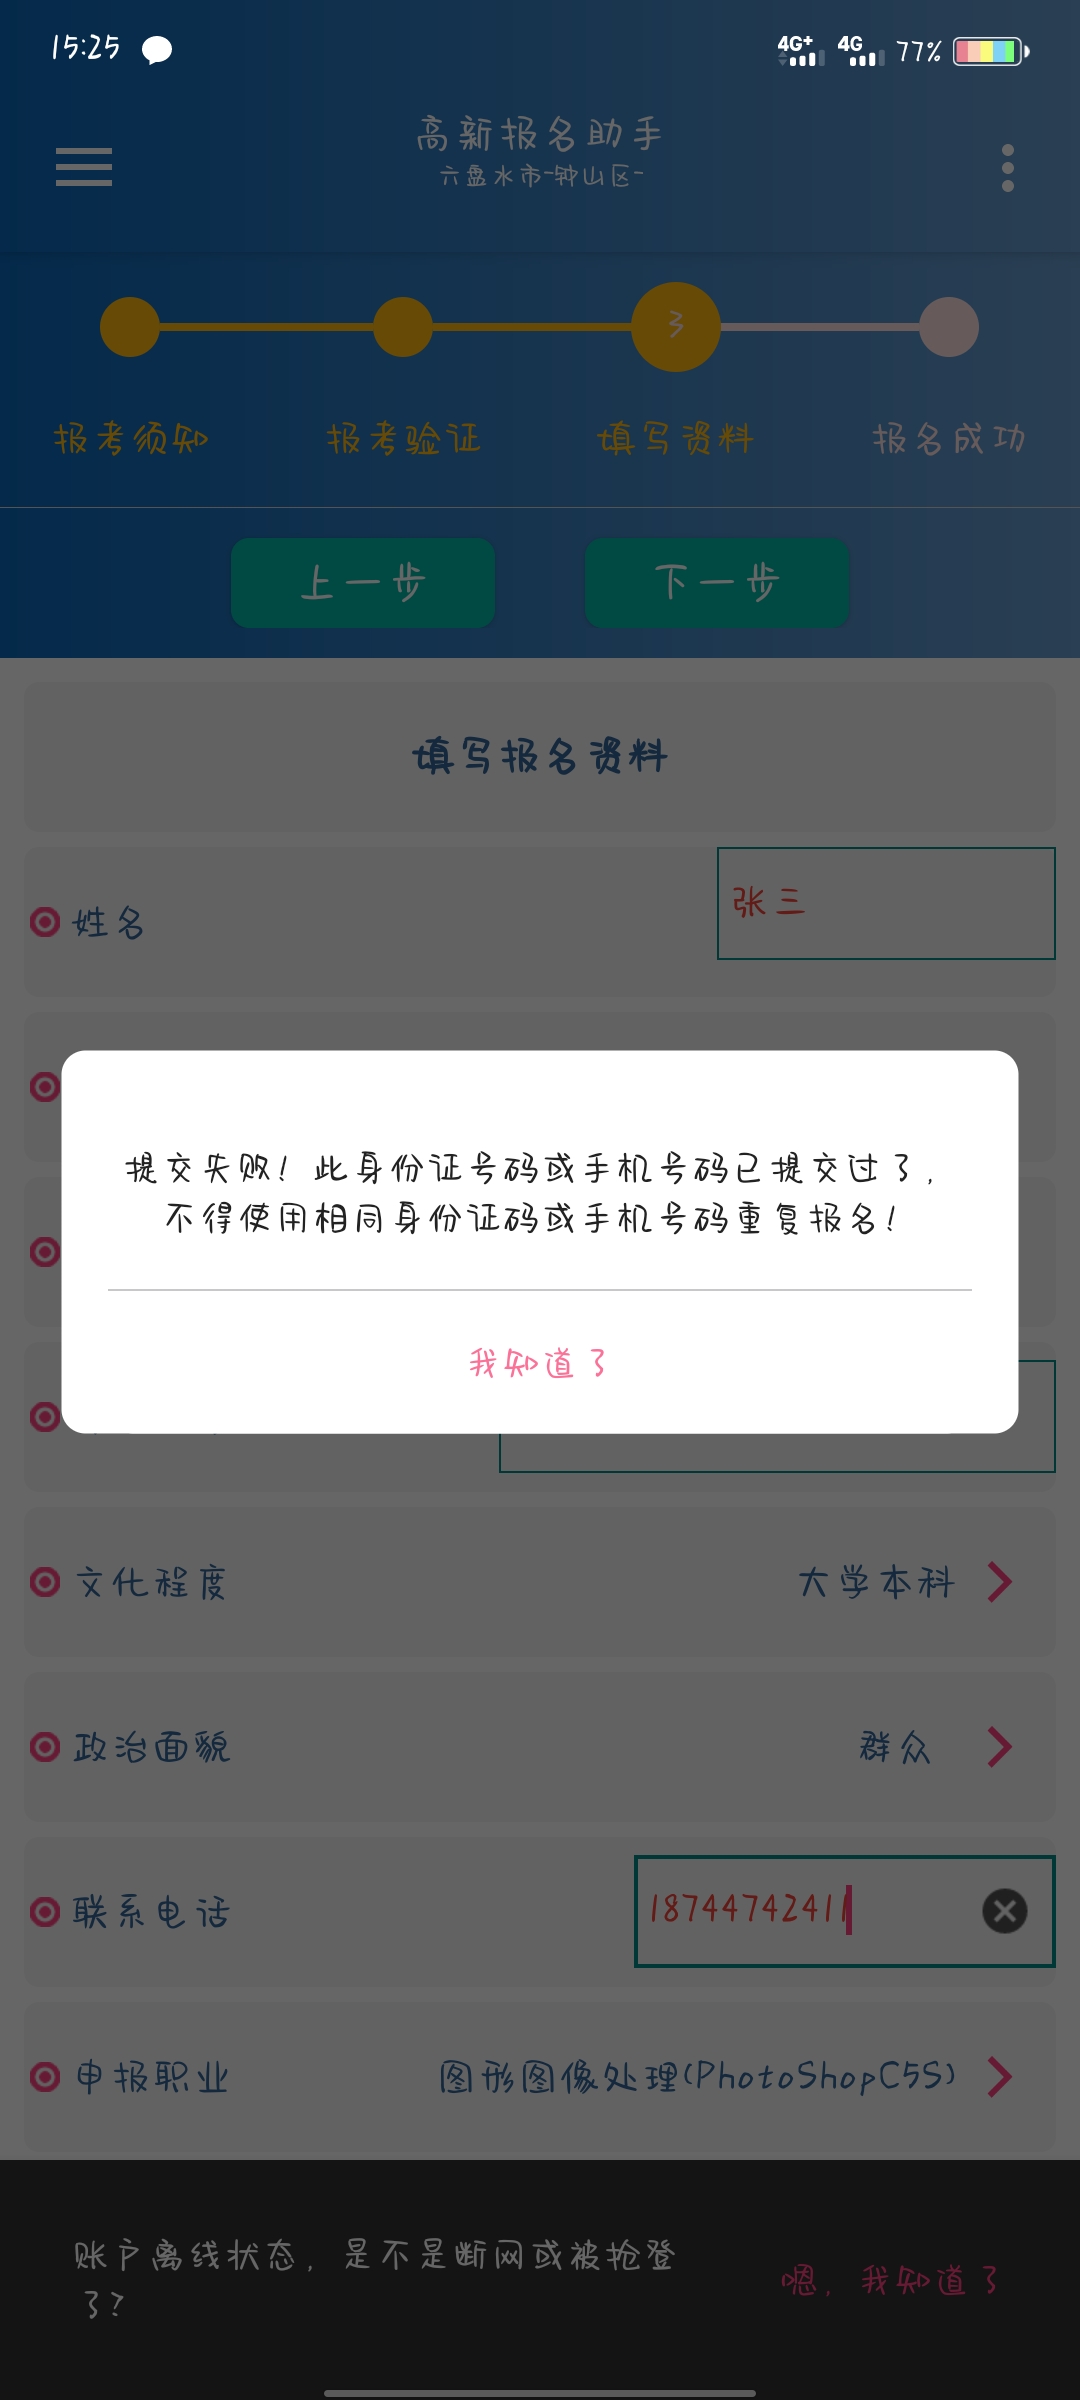 15:25
4G+ 4G 77%
高新报名助手
六盘水市-钟山区-
3
报考须知 报考验证 填写资料 报名成功
上一步 下一步
填写报名资料
姓名 张三
提交失败！此身份证号码或手机号码已提交过了，
不得使用相同身份证码或手机号码重复报名！
我知道了
文化程度 大学本科
政治面貌 群众
联系电话 18744742411
申报职业 图形图像处理(PhotoShopC5S)
账户离线状态，是不是断网或被抢登
了？
嗯，我知道了